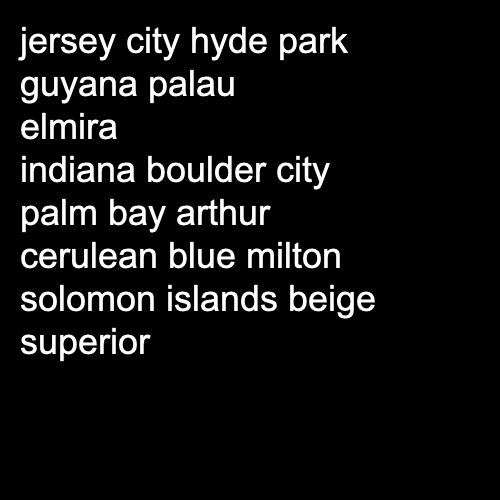 jersey city hyde park
guyana palau
elmira
indiana boulder city
palm bay arthur
cerulean blue milton
solomon islands beige
superior